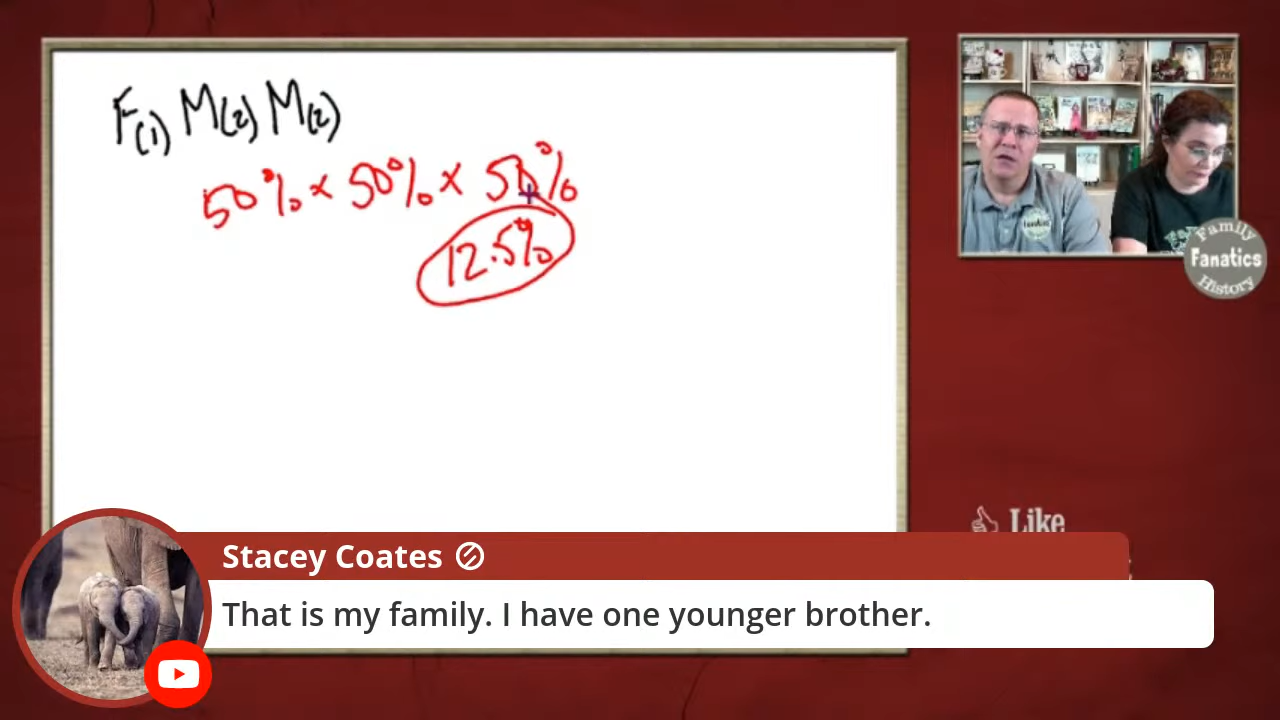 F(1) M(2) M(2)
50% x 50% x 50%
12.5%
Family
Fanatics
History
Like
Stacey Coates
That is my family. I have one younger brother.